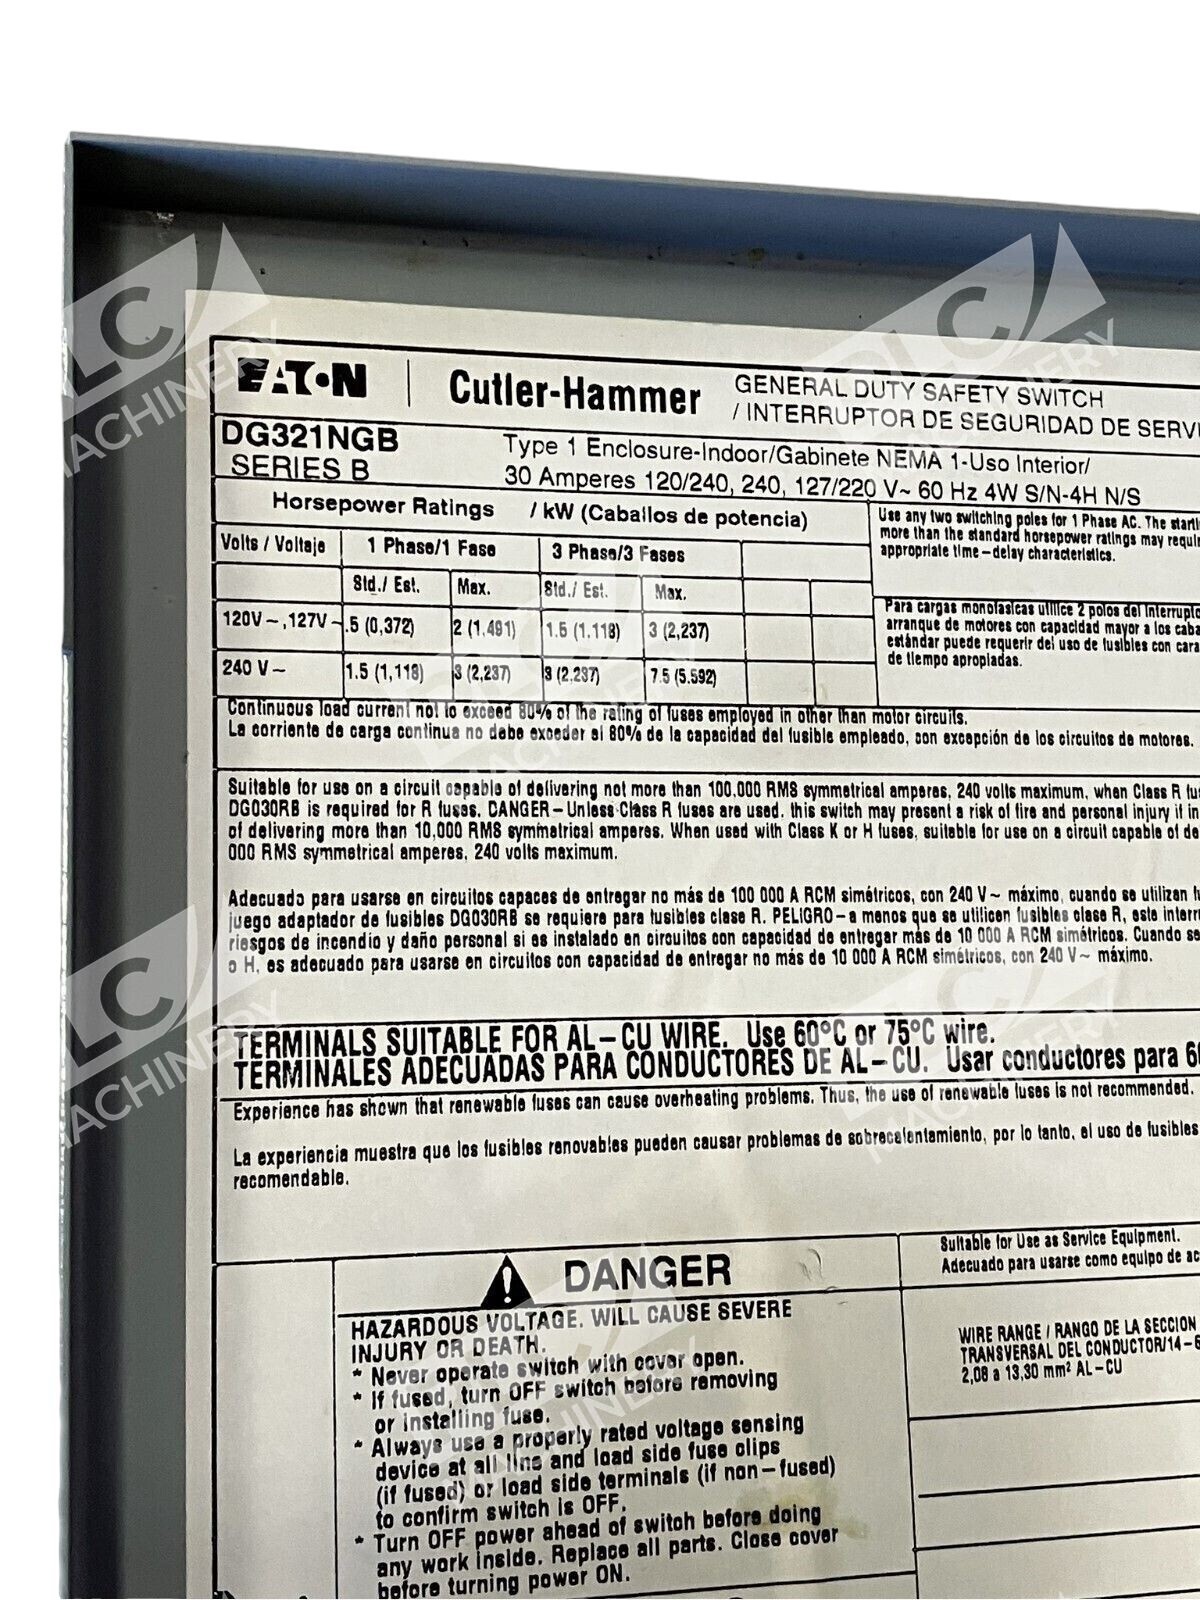 EATON | Cutler-Hammer
GENERAL DUTY SAFETY SWITCH
/ INTERRUPTOR DE SEGURIDAD DE SERVI
DG321NGB
SERIES B
Type 1 Enclosure-Indoor/Gabinete NEMA 1-Uso Interior/
30 Amperes 120/240, 240, 127/220 V~ 60 Hz 4W S/N-4H N/S
Horsepower Ratings / kW (Caballos de potencia)
Volts / Voltaje 1 Phase/1 Fase 3 Phase/3 Fases
Std./ Est. Max. Std./ Est. Max.
120V~,127V~ .5 (0,372) 2 (1,491) 1.5 (1.118) 3 (2,237)
240 V~ 1.5 (1,118) 3 (2,237) 3 (2.237) 7.5 (5.592)
Use any two switching poles for 1 Phase AC. The starti
more than the standard horsepower ratings may requi
appropriate time-delay characteristics.
Para cargas monofasicas utilice 2 polos del interrupto
arranque de motores con capacidad mayor a los caba
estándar puede requerir del uso de fusibles con cara
de tiempo apropiadas.
Continuous load current not to exceed 80% of the rating of fuses employed in other than motor circuits.
La corriente de carga continua no debe exceder el 80% de la capacidad del fusible empleado, con excepción de los circuitos de motores.
Suitable for use on a circuit capable of delivering not more than 100,000 RMS symmetrical amperes, 240 volts maximum, when Class R fus
DG030RB is required for R fuses. DANGER-Unless Class R fuses are used, this switch may present a risk of fire and personal injury if in
of delivering more than 10,000 RMS symmetrical amperes. When used with Class K or H fuses, suitable for use on a circuit capable of de
000 RMS symmetrical amperes, 240 volts maximum.
Adecuado para usarse en circuitos capaces de entregar no más de 100 000 A RCM simétricos, con 240 V~ máximo, cuando se utilizan fu
juego adaptador de fusibles DG030RB se requiere para fusibles clase R. PELIGRO-a menos que se utilicen fusibles clase R, este interr
riesgos de incendio y daño personal si es instalado en circuitos con capacidad de entregar más de 10 000 A RCM simétricos. Cuando se
o H, es adecuado para usarse en circuitos con capacidad de entregar no más de 10 000 A RCM simétricos, con 240 V~ máximo.
TERMINALS SUITABLE FOR AL-CU WIRE. Use 60°C or 75°C wire.
TERMINALES ADECUADAS PARA CONDUCTORES DE AL-CU. Usar conductores para 6
Experience has shown that renewable fuses can cause overheating problems. Thus, the use of renewable fuses is not recommended.
La experiencia muestra que los fusibles renovables pueden causar problemas de sobrecalentamiento, por lo tanto, el uso de fusibles
recomendable.
DANGER
HAZARDOUS VOLTAGE. WILL CAUSE SEVERE
INJURY OR DEATH.
* Never operate switch with cover open.
* If fused, turn OFF switch before removing
or installing fuse.
* Always use a properly rated voltage sensing
device at all line and load side fuse clips
(if fused) or load side terminals (if non-fused)
to confirm switch is OFF.
* Turn OFF power ahead of switch before doing
any work inside. Replace all parts. Close cover
before turning power ON.
Suitable for Use as Service Equipment.
Adecuado para usarse como equipo de ac
WIRE RANGE / RANGO DE LA SECCION
TRANSVERSAL DEL CONDUCTOR/14-6
2,08 a 13,30 mm² AL-CU
DLC MACHINERY